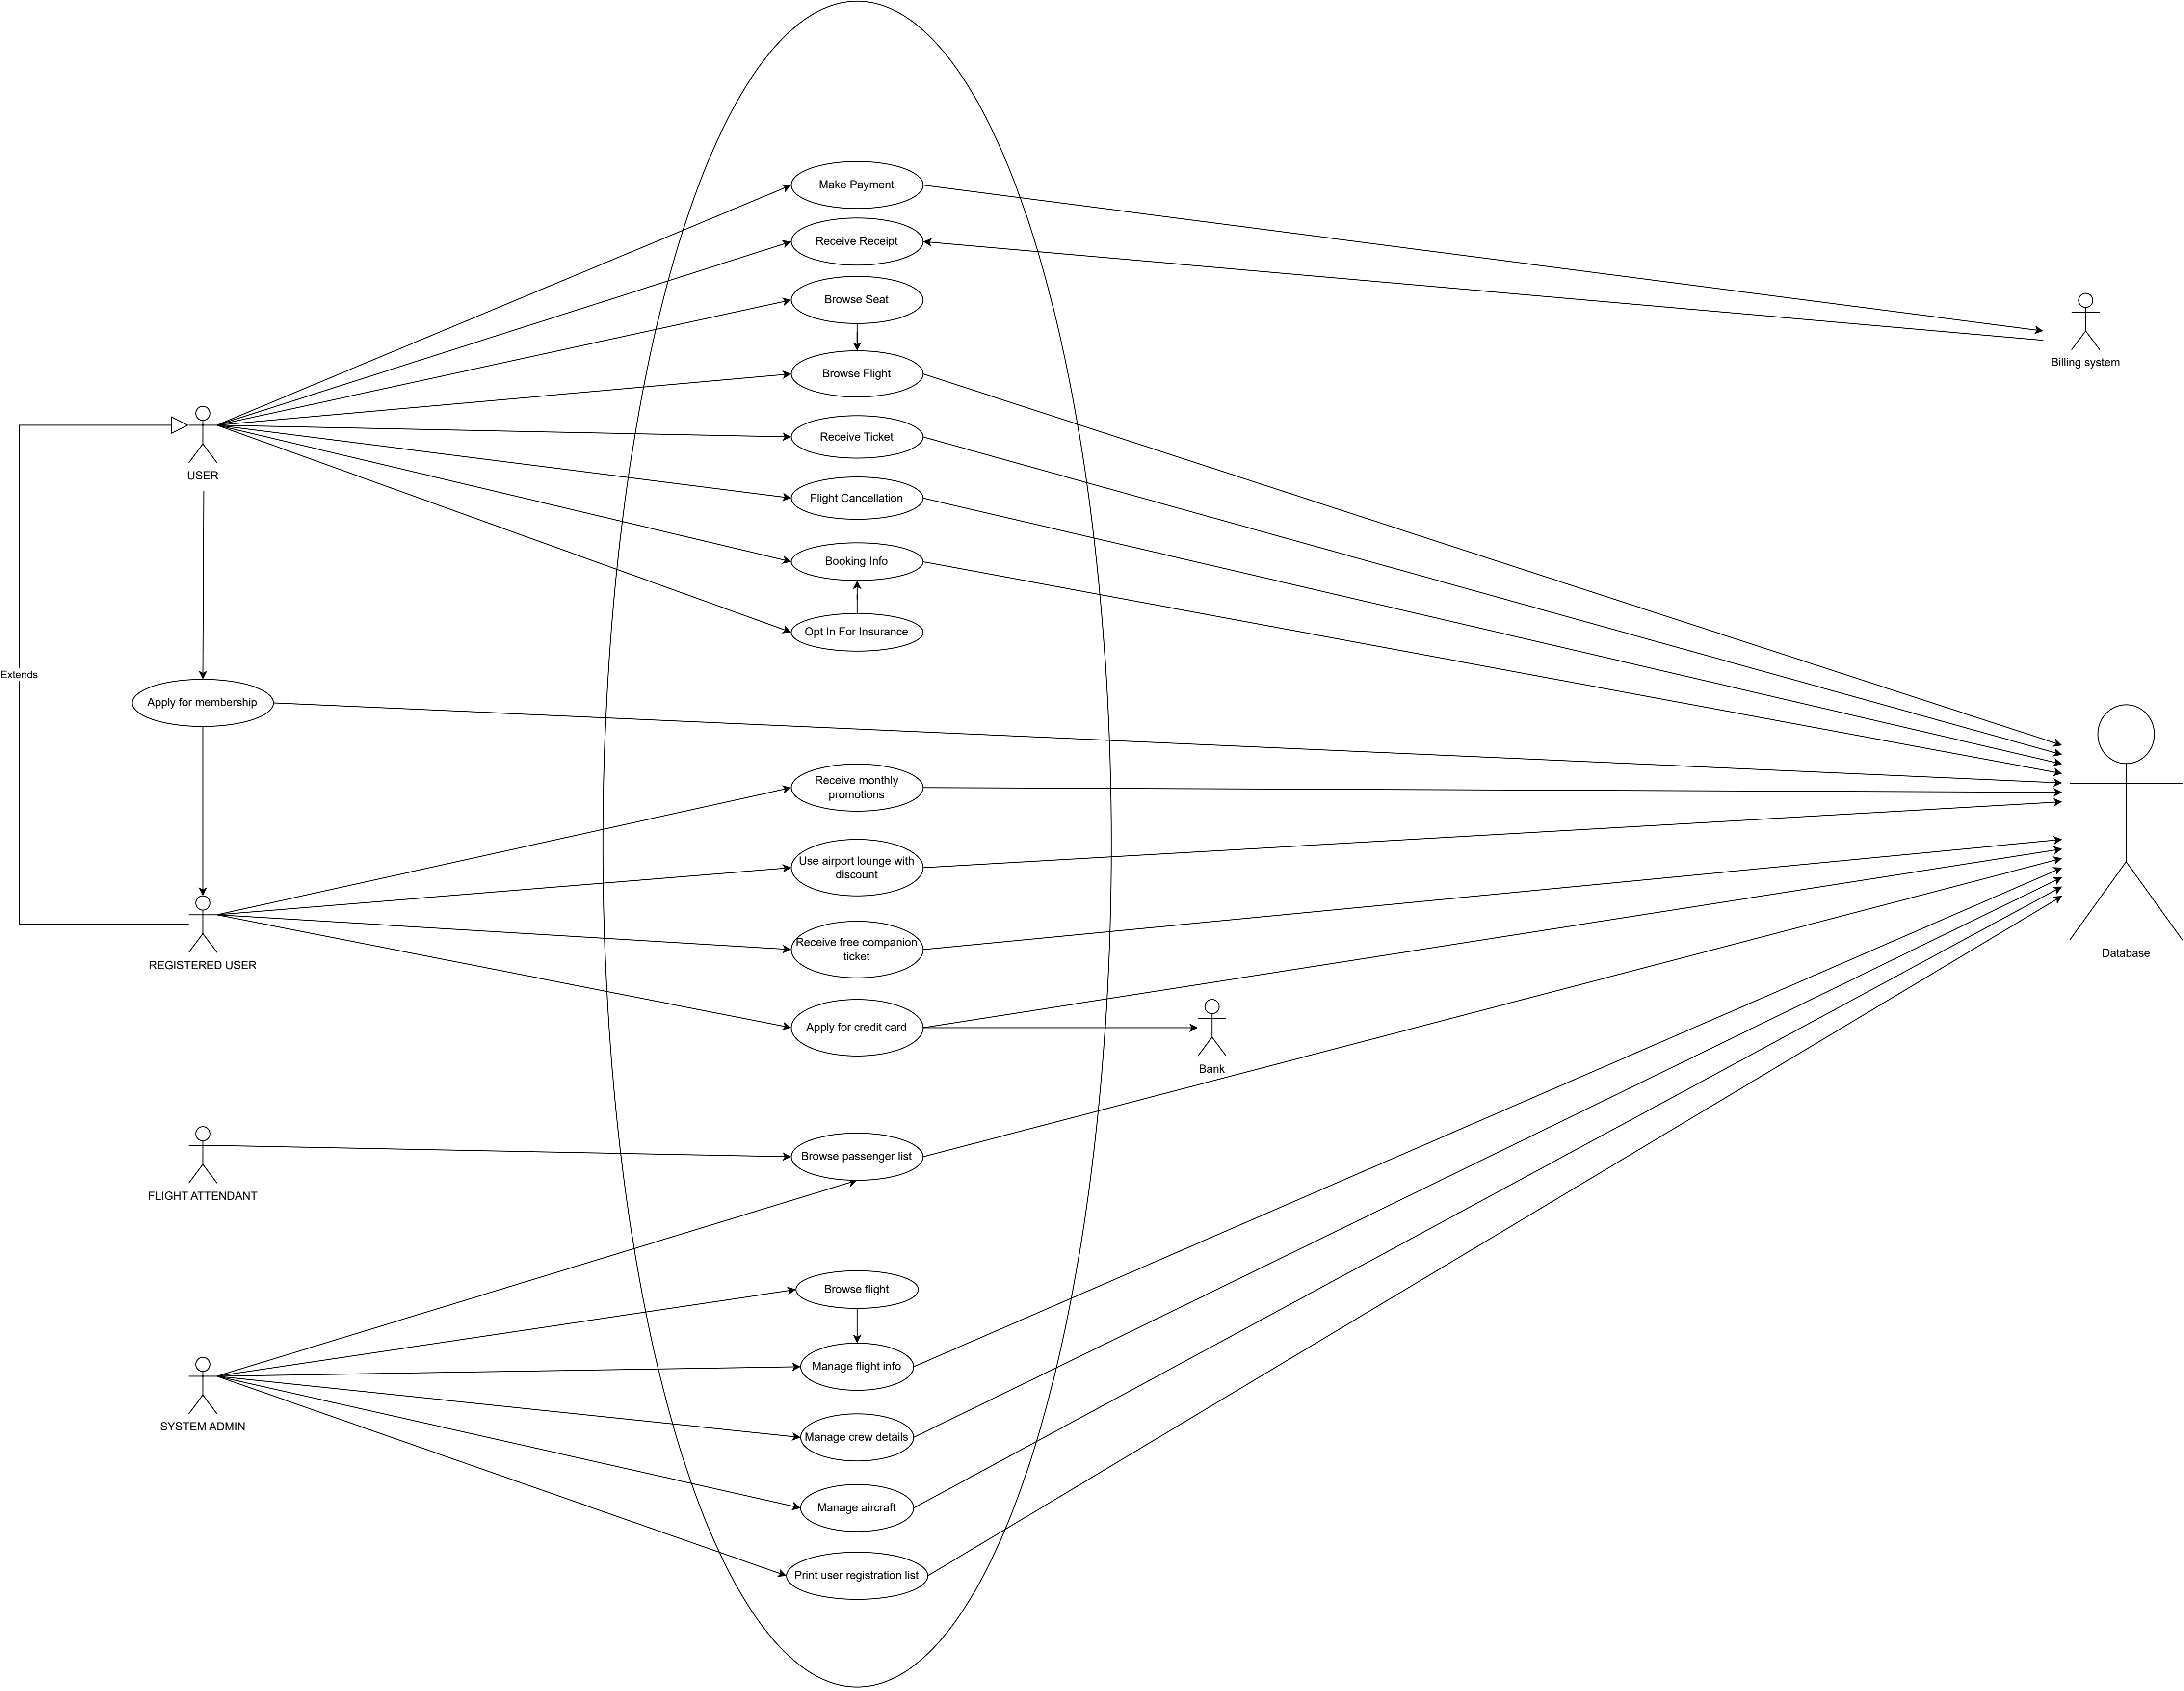 Make Payment
Receive Receipt
Browse Seat
Billing system
Browse Flight
Receive Ticket
USER
Flight Cancellation
Booking Info
Opt In For Insurance
Extends
Apply for membership
Receive monthly
promotions
Use airport lounge with
discount
Receive free companion
ticket
Database
REGISTERED USER
Apply for credit card
Bank
Browse passenger list
FLIGHT ATTENDANT
Browse flight
Manage flight info
SYSTEM ADMIN
Manage crew details
Manage aircraft
Print user registration list